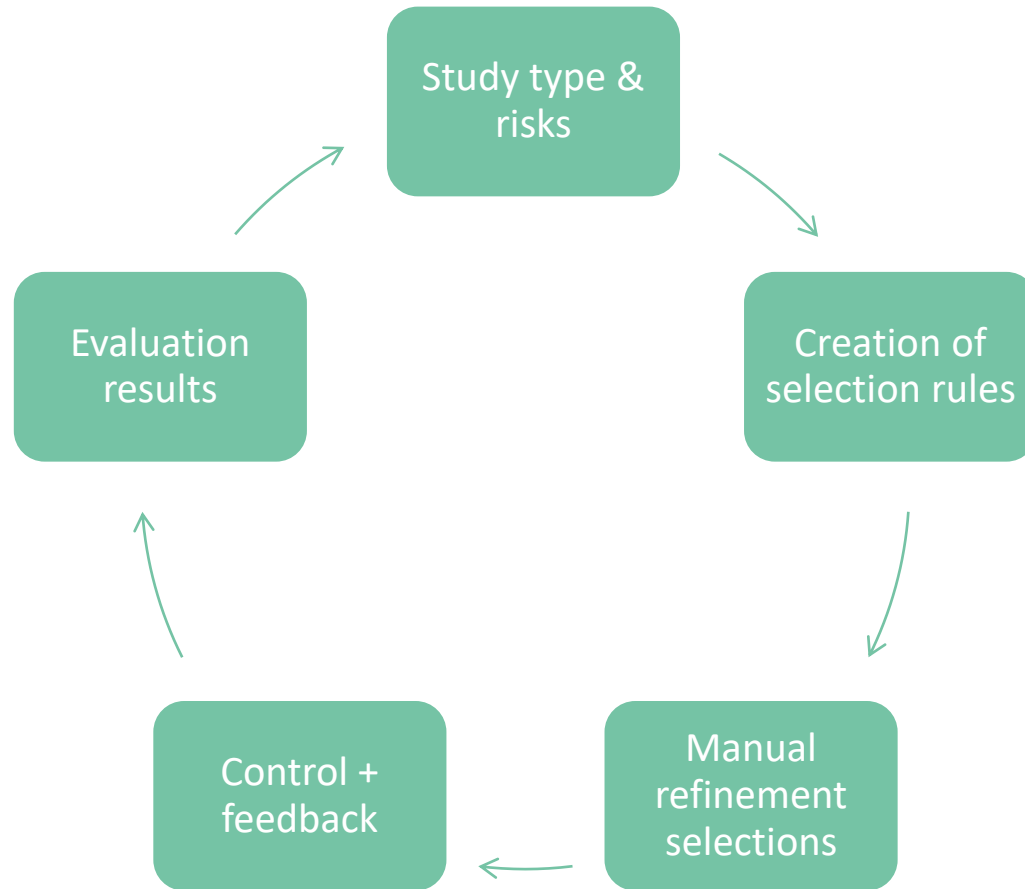 Study type &
risks
Creation of
selection rules
Manual
refinement
selections
Control +
feedback
Evaluation
results